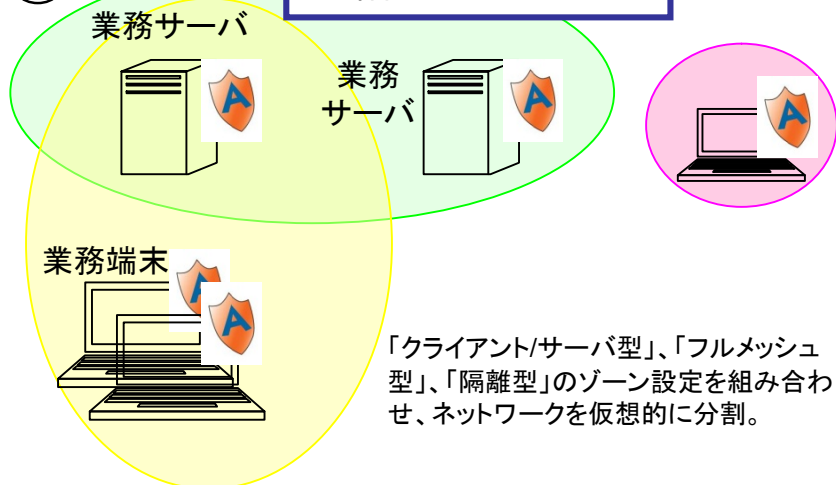 業務サーバ
業務
サーバ
業務端末
「クライアント/サーバ型」、「フルメッシュ
型」、「隔離型」のゾーン設定を組み合わ
せ、ネットワークを仮想的に分割。
A
A
A
A
A